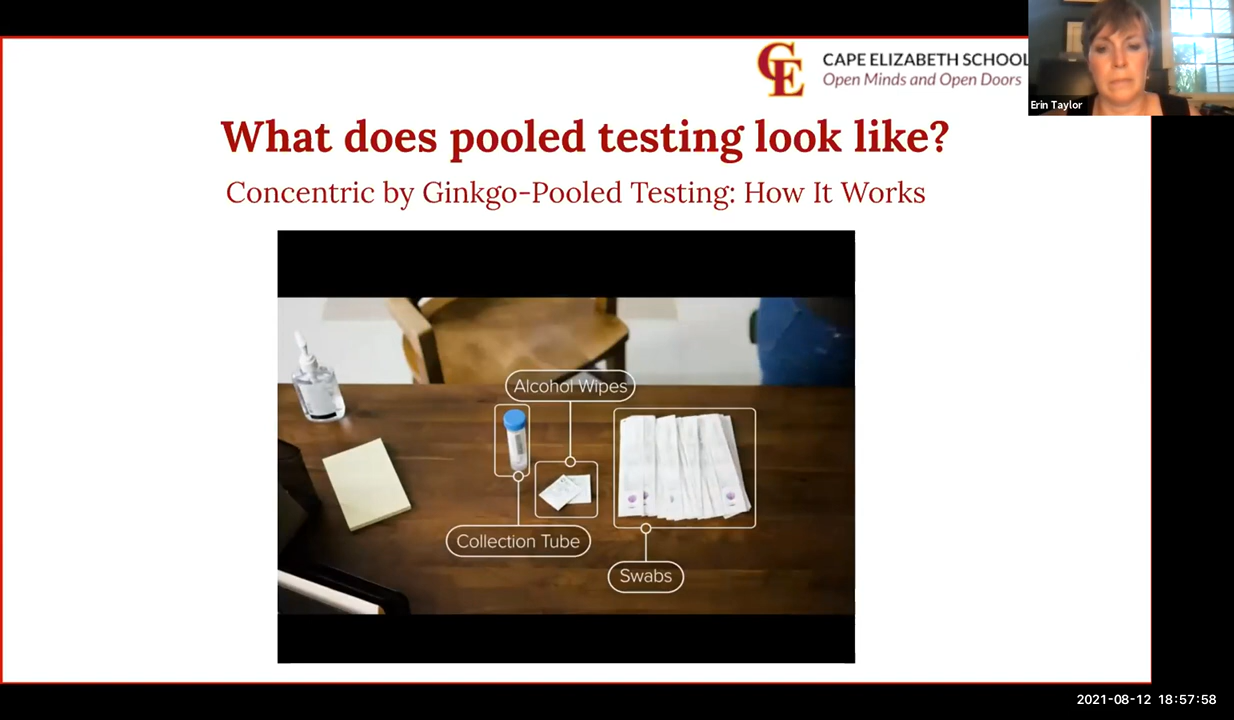 CE
CAPE ELIZABETH SCHOOL
Open Minds and Open Doors
Erin Taylor
What does pooled testing look like?
Concentric by Ginkgo-Pooled Testing: How It Works
Alcohol Wipes
Collection Tube
Swabs
2021-08-12 18:57:58